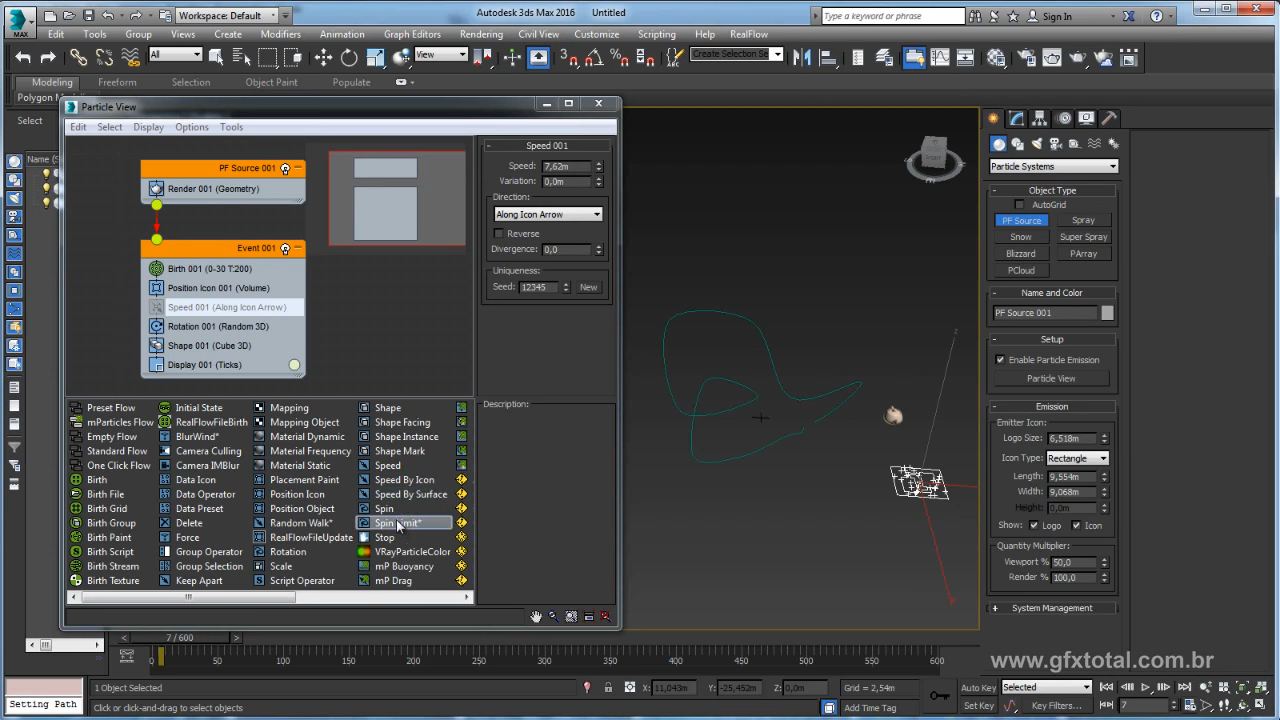 MAX
Workspace: Default
Autodesk 3ds Max 2016 Untitled
Type a keyword or phrase
Sign In
Edit Tools Group Views Create Modifiers Animation Graph Editors Rendering Civil View Customize Scripting Help RealFlow
All
View
Create Selection Se
Modeling Freeform Selection Object Paint Populate
Polygon Mod
Select
Name (S
Particle View
Edit Select Display Options Tools
PF Source 001
Render 001 (Geometry)
Event 001
Birth 001 (0-30 T:200)
Position Icon 001 (Volume)
Speed 001 (Along Icon Arrow)
Rotation 001 (Random 3D)
Shape 001 (Cube 3D)
Display 001 (Ticks)
Speed 001
Speed: 7,62m
Variation: 0,0m
Direction:
Along Icon Arrow
Reverse
Divergence: 0,0
Uniqueness:
Seed: 12345 New
Description:
Preset Flow Initial State Mapping Shape
mParticles Flow RealFlowFileBirth Mapping Object Shape Facing
Empty Flow BlurWind* Material Dynamic Shape Instance
Standard Flow Camera Culling Material Frequency Shape Mark
One Click Flow Camera IMBlur Material Static Speed
Birth Data Icon Placement Paint Speed By Icon
Birth File Data Operator Position Icon Speed By Surface
Birth Grid Data Preset Position Object Spin
Birth Group Delete Random Walk*
Birth Paint Force RealFlowFileUpdate Stop
Birth Script Group Operator Rotation VRayParticleColor
Birth Stream Group Selection Scale mP Buoyancy
Birth Texture Keep Apart Script Operator mP Drag
Particle Systems
Object Type
AutoGrid
PF Source Spray
Snow Super Spray
Blizzard PArray
PCloud
Name and Color
PF Source 001
Setup
Enable Particle Emission
Particle View
Emission
Emitter Icon:
Logo Size: 6,518m
Icon Type: Rectangle
Length: 9,554m
Width: 9,068m
Height: 0,0m
Show: Logo Icon
Quantity Multiplier:
Viewport % 50,0
Render % 100,0
System Management
7 / 600
0 50 100 150 200 250 300 350 400 450 500 550 600
www.gfxtotal.com.br
1 Object Selected
X: 11,043m Y: -25,452m Z: 0,0m Grid = 2,54m
Auto Key Selected
Setting Path
Click or click-and-drag to select objects
Add Time Tag
Set Key Key Filters... 7